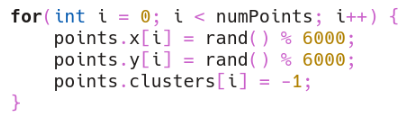 for(int i = 0; i < numPoints; i++) {
    points.x[i] = rand() % 6000;
    points.y[i] = rand() % 6000;
    points.clusters[i] = -1;
}